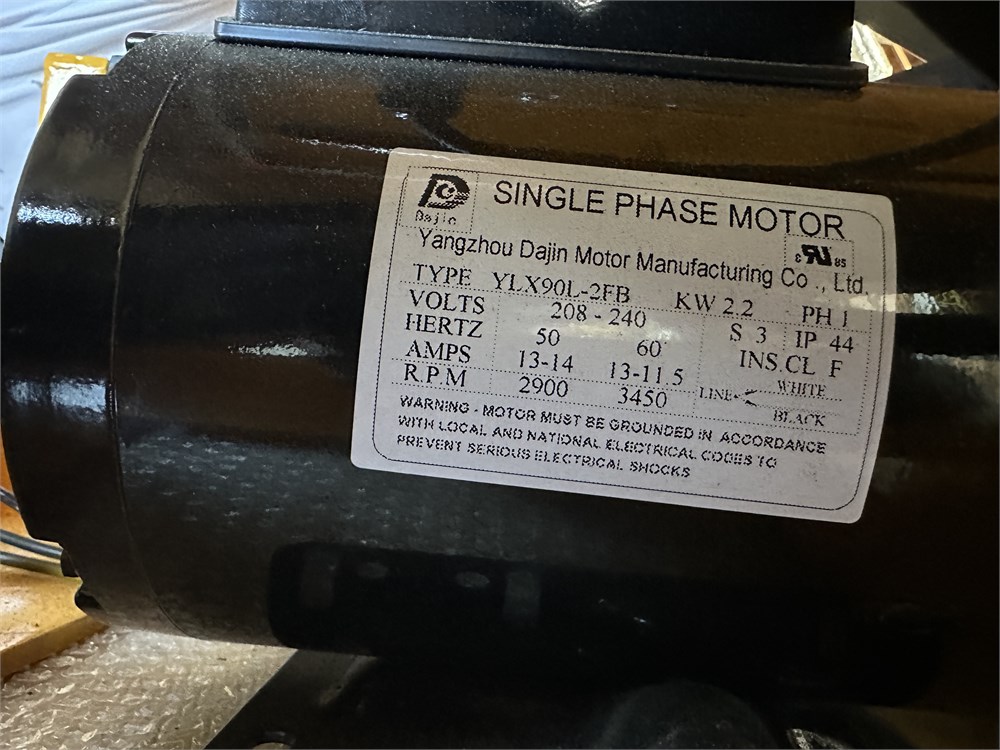 Dajin
SINGLE PHASE MOTOR
Yangzhou Dajin Motor Manufacturing Co., Ltd.
TYPE YLX90L-2FB KW 2.2 PH 1
VOLTS 208 - 240 S 3 IP 44
HERTZ 50 60 INS.CL F
AMPS 13-14 13-11.5 LINE WHITE
R.P.M 2900 3450 BLACK
WARNING - MOTOR MUST BE GROUNDED IN ACCORDANCE
WITH LOCAL AND NATIONAL ELECTRICAL CODES TO
PREVENT SERIOUS ELECTRICAL SHOCKS